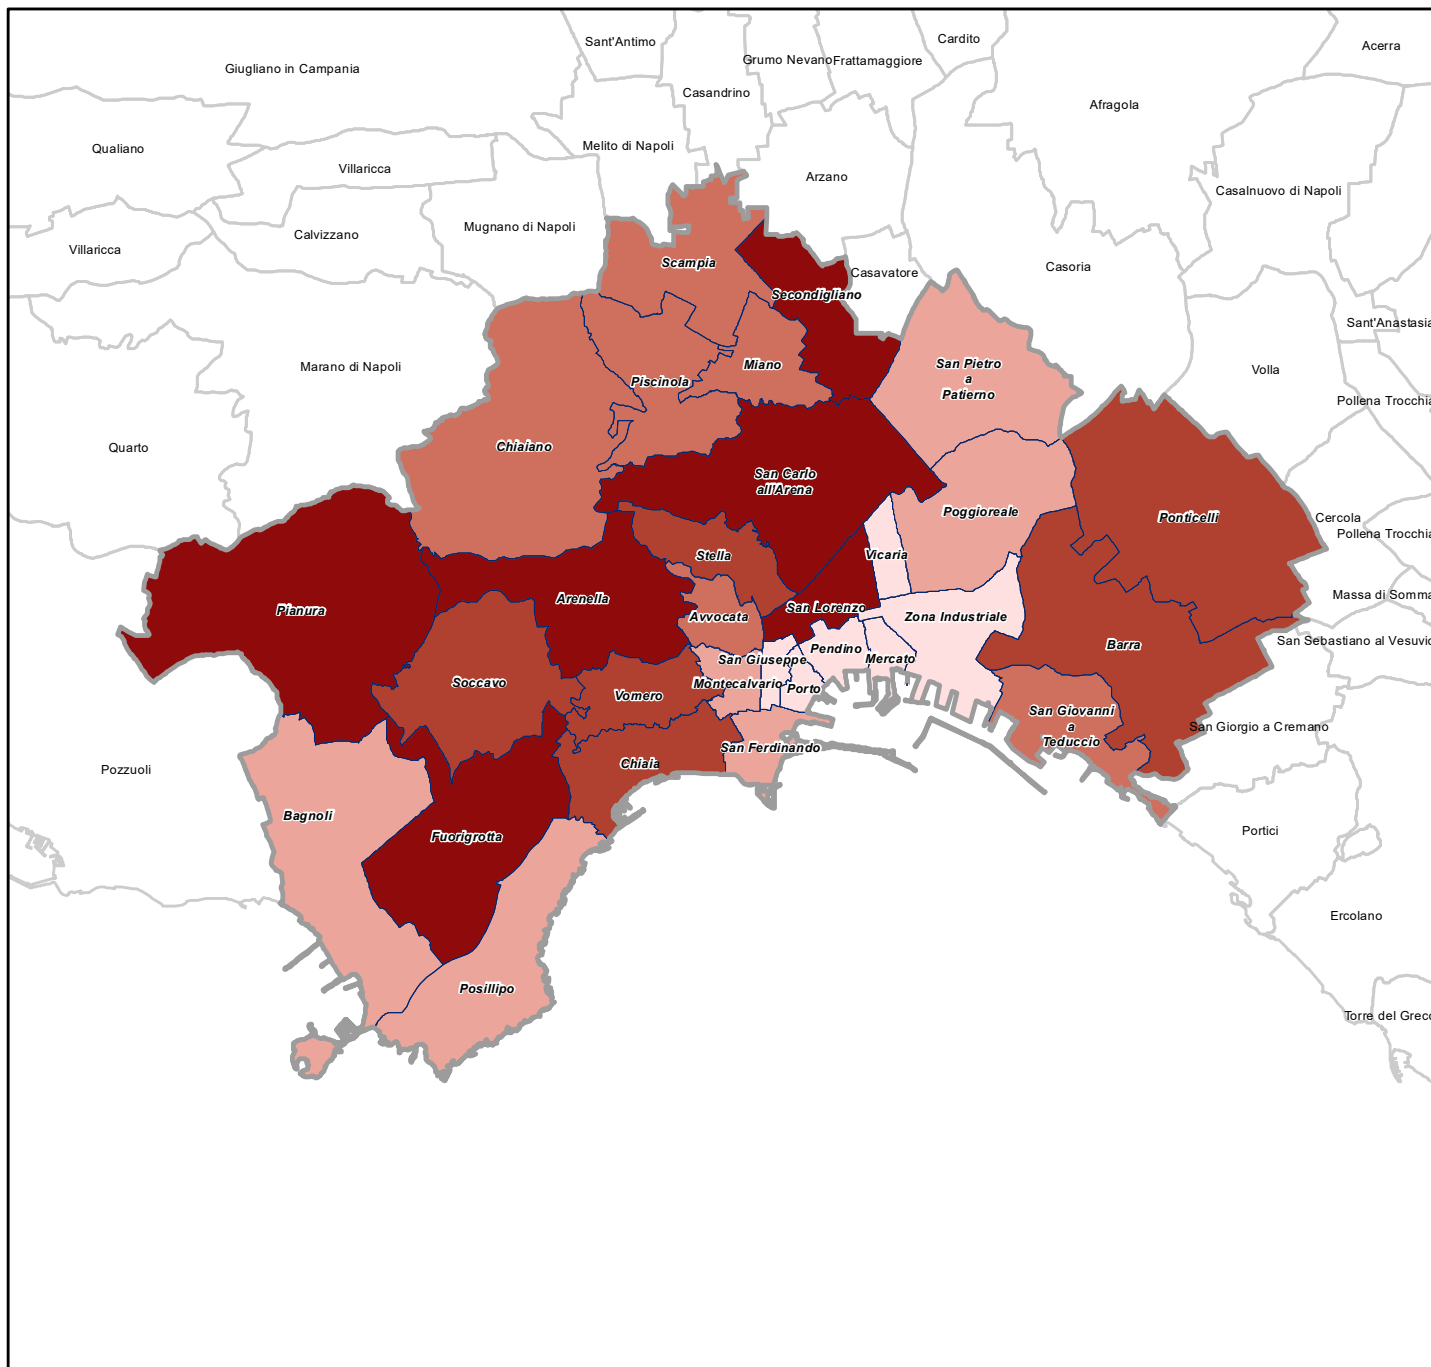 Sant'Antimo
Cardito
Acerra
Giugliano in Campania
Grumo Nevano
Frattamaggiore
Casandrino
Afragola
Qualiano
Melito di Napoli
Villaricca
Arzano
Casalnuovo di Napoli
Mugnano di Napoli
Calvizzano
Villaricca
Scampia
Casavatore
Casoria
Secondigliano
Sant'Anastasia
Marano di Napoli
Miano
San Pietro
a
Patierno
Volla
Piscinola
Pollena Trocchia
Quarto
Chiaiano
San Carlo
all'Arena
Poggioreale
Ponticelli
Cercola
Pollena Trocchia
Stella
Vicaria
Massa di Somma
Pianura
Arenella
San Lorenzo
Avvocata
Zona Industriale
San Sebastiano al Vesuvio
Pendino
Barra
San Giuseppe
Mercato
Soccavo
Montecalvario
Porto
Vomero
San Giovanni
a
Teduccio
San Giorgio a Cremano
San Ferdinando
Chiaia
Pozzuoli
Bagnoli
Fuorigrotta
Portici
Ercolano
Posillipo
Torre del Greco